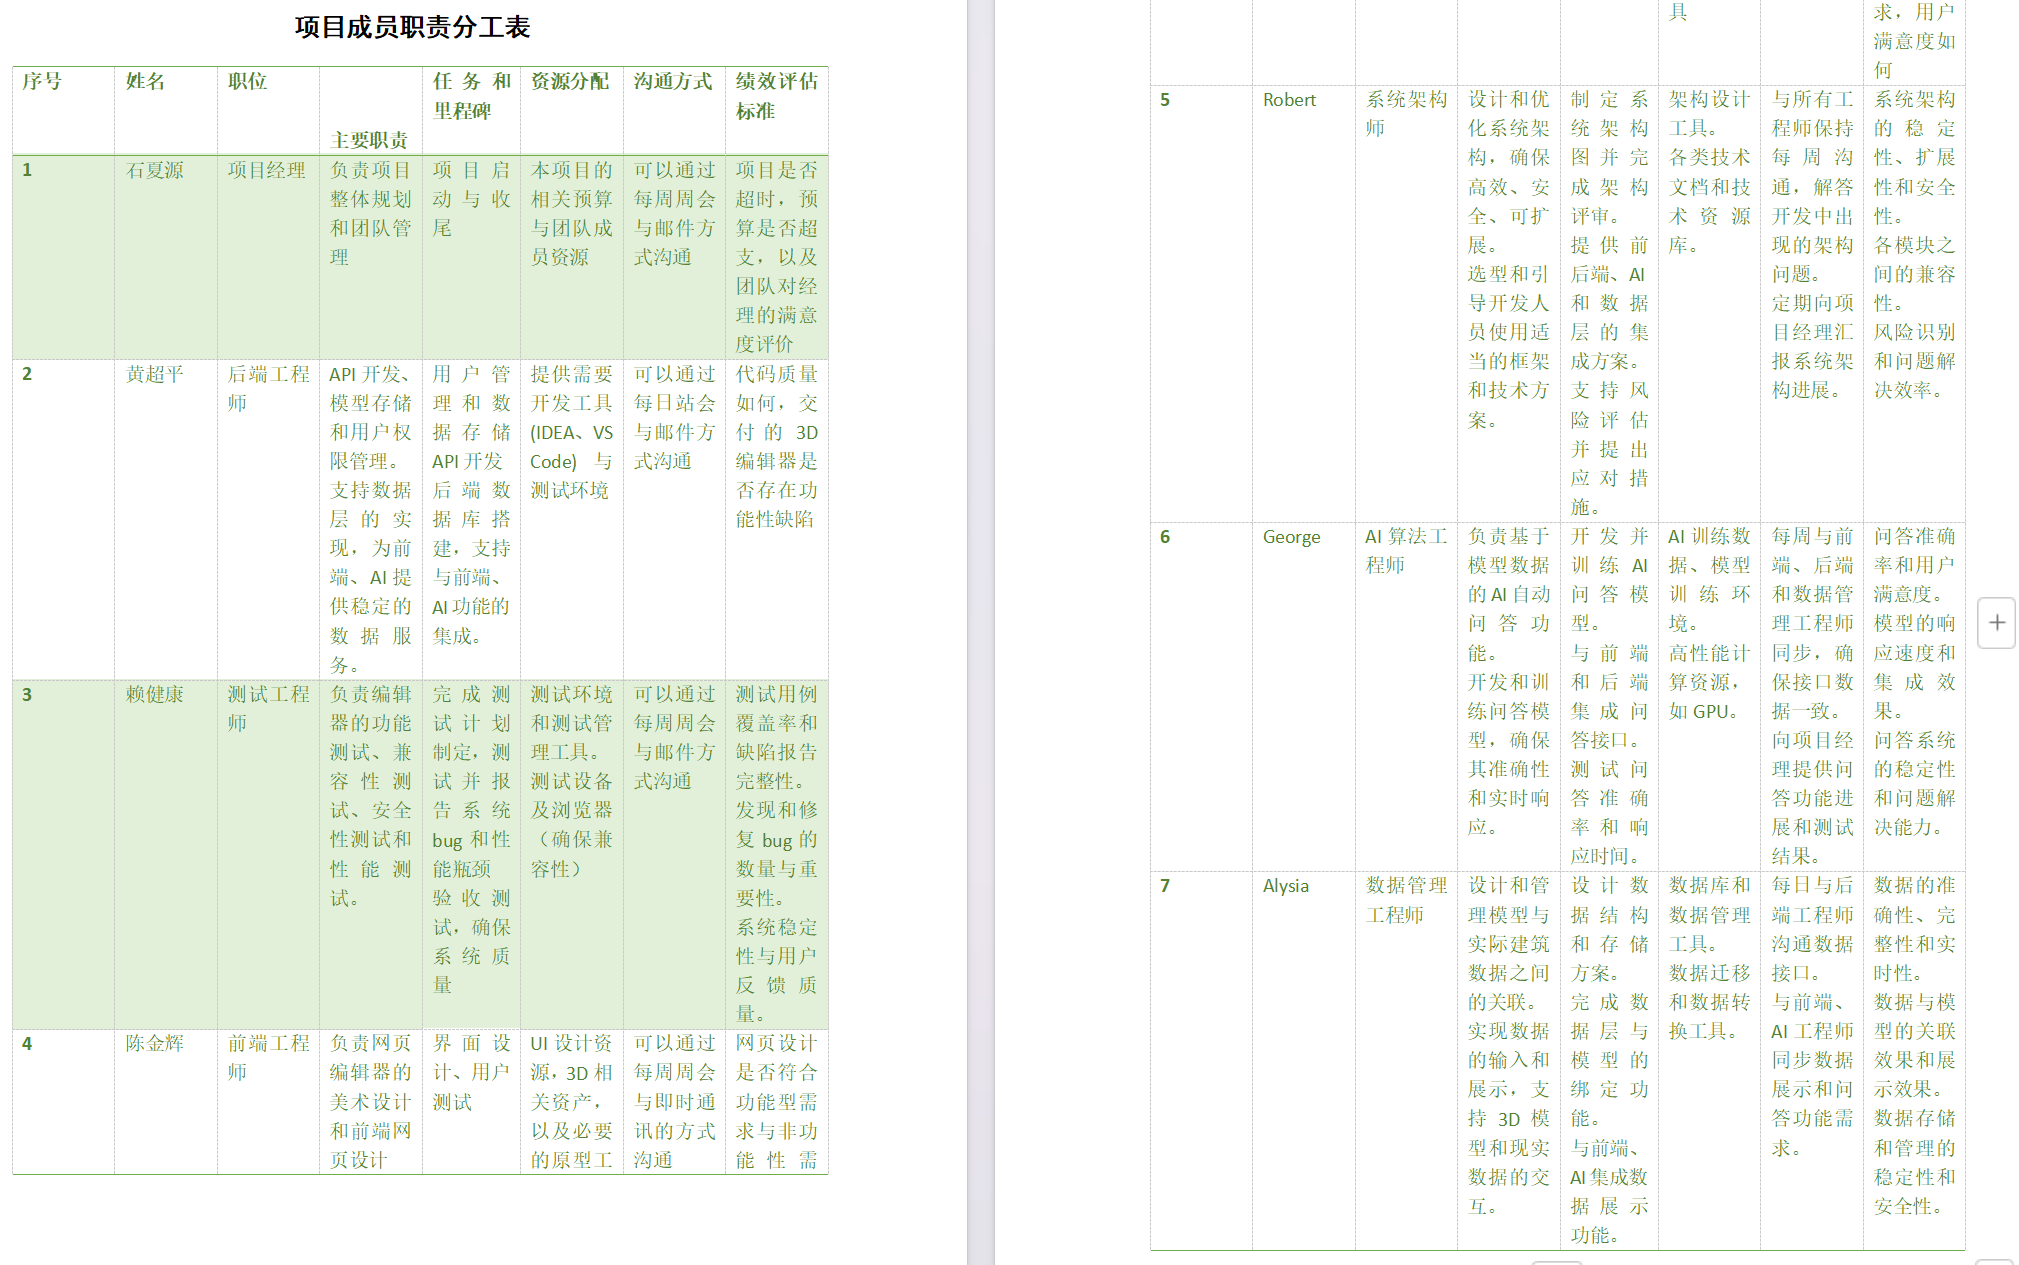 项目成员职责分工表
序号 姓名 职位 主要职责 任务和里程碑 资源分配 沟通方式 绩效评估标准
1
石夏源
项目经理
负责项目
整体规划
和团队管
理
项目启
动与收
尾
本项目的
相关预算
与团队成
员资源
可以通过
每周周会
与邮件方
式沟通
项目是否
超时，预
算是否超
支，以及
团队对经
理的满意
度评价
2
黄超平
后端工程
师
API 开发、
模型存储
和用户权
限管理。
支持数据
层的实
现，为前
端、AI 提
供稳定的
数据服
务。
用户管
理和数
据存储
API 开发
后端数
据库搭
建，支持
与前端、
AI 功能的
集成。
提供需要
开发工具
(IDEA、VS
Code) 与
测试环境
可以通过
每日站会
与邮件方
式沟通
代码质量
如何，交
付的 3D
编辑器是
否存在功
能性缺陷
3
赖健康
测试工程
师
负责编辑
器的功能
测试、兼
容性测
试、安全
性测试和
性能测
试。
完成测
试计划
制定，测
试并报
告系统
bug 和性
能瓶颈
验收测
试，确保
系统质
量
测试环境
和测试管
理工具。
测试设备
及浏览器
（确保兼
容性）
可以通过
每周周会
与邮件方
式沟通
测试用例
覆盖率和
缺陷报告
完整性。
发现和修
复 bug 的
数量与重
要性。
系统稳定
性与用户
反馈质
量。
4
陈金辉
前端工程
师
负责网页
编辑器的
美术设计
和前端网
页设计
界面设
计、用户
测试
UI 设计资
源，3D 相
关资产，
以及必要
的原型工
可以通过
每周周会
与即时通
讯的方式
沟通
网页设计
是否符合
功能型需
求与非功
能性需
具
求，用户
满意度如
何
5
Robert
系统架构
师
设计和优
化系统架
构，确保
高效、安
全、可扩
展。
选型和引
导开发人
员使用适
当的框架
和技术方
案。
制定系
统架构
图并完
成架构
评审。
提供前
后端、AI
和数据
层的集
成方案。
支持风
险评估
并提出
应对措
施。
架构设计
工具。
各类技术
文档和技
术资源
库。
与所有工
程师保持
每周沟
通，解答
开发中出
现的架构
问题。
定期向项
目经理汇
报系统架
构进展。
系统架构
的稳定
性、扩展
性和安全
性。
各模块之
间的兼容
性。
风险识别
和问题解
决效率。
6
George
AI 算法工
程师
负责基于
模型数据
的 AI 自动
问答功
能。
开发和训
练问答模
型，确保
其准确性
和实时响
应。
开发并
训练 AI
问答模
型。
与前端
和后端
集成问
答接口。
测试问
答准确
率和响
应时间。
AI 训练数
据、模型
训练环
境。
高性能计
算资源，
如 GPU。
每周与前
端、后端
和数据管
理工程师
同步，确
保接口数
据一致。
向项目经
理提供问
答功能进
展和测试
结果。
问答准确
率和用户
满意度。
模型的响
应速度和
集成效
果。
问答系统
的稳定性
和问题解
决能力。
7
Alysia
数据管理
工程师
设计和管
理模型与
实际建筑
数据之间
的关联。
实现数据
的输入和
展示，支
持 3D 模
型和现实
数据的交
互。
设计数
据结构
和存储
方案。
完成数
据层与
模型的
绑定功
能。
与前端、
AI 集成数
据展示
功能。
数据库和
数据管理
工具。
数据迁移
和数据转
换工具。
每日与后
端工程师
沟通数据
接口。
与前端、
AI 工程师
同步数据
展示和问
答功能需
求。
数据的准
确性、完
整性和实
时性。
数据与模
型的关联
效果和展
示效果。
数据存储
和管理的
稳定性和
安全性。